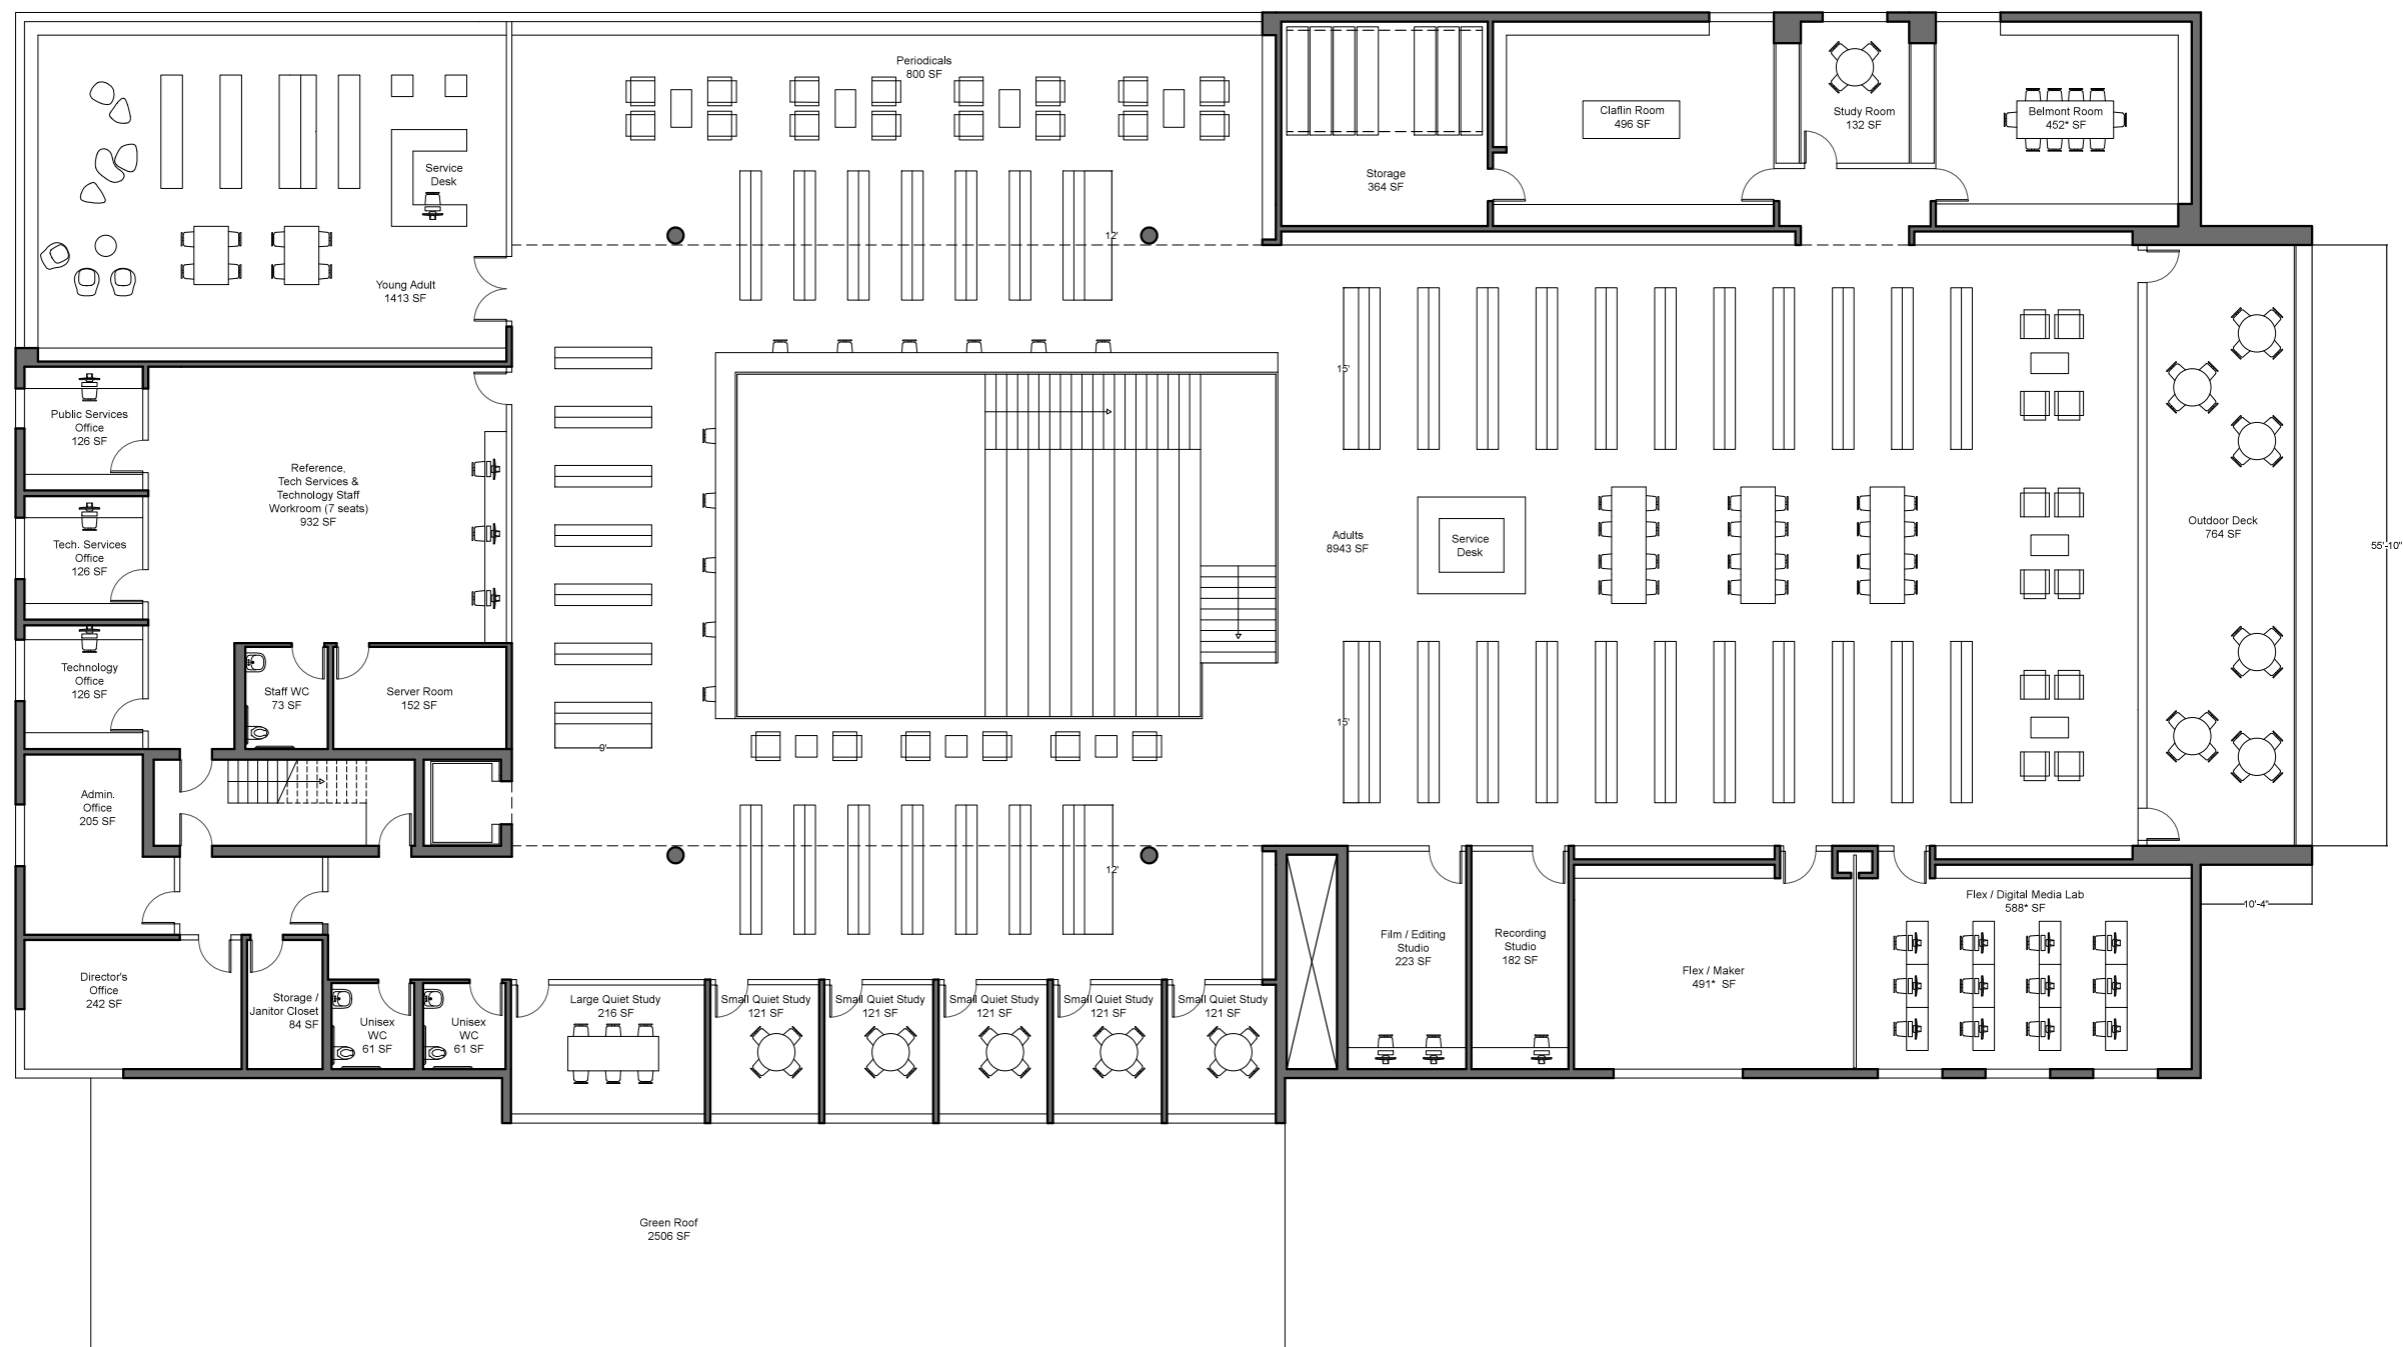 Periodicals
800 SF
Claflin Room
496 SF
Study Room
132 SF
Belmont Room
452* SF
Service
Desk
Storage
364 SF
12'
Young Adult
1413 SF
15'
Public Services
Office
126 SF
Reference,
Tech Services &
Technology Staff
Workroom (7 seats)
932 SF
Tech. Services
Office
126 SF
Adults
8943 SF
Service
Desk
Outdoor Deck
764 SF
55'-10"
Technology
Office
126 SF
Staff WC
73 SF
Server Room
152 SF
15'
9'
Admin.
Office
205 SF
12'
Flex / Digital Media Lab
588* SF
10'-4"
Film / Editing
Studio
223 SF
Recording
Studio
182 SF
Flex / Maker
491* SF
Director's
Office
242 SF
Storage /
Janitor Closet
84 SF
Unisex
WC
61 SF
Unisex
WC
61 SF
Large Quiet Study
216 SF
Small Quiet Study
121 SF
Small Quiet Study
121 SF
Small Quiet Study
121 SF
Small Quiet Study
121 SF
Small Quiet Study
121 SF
Green Roof
2506 SF